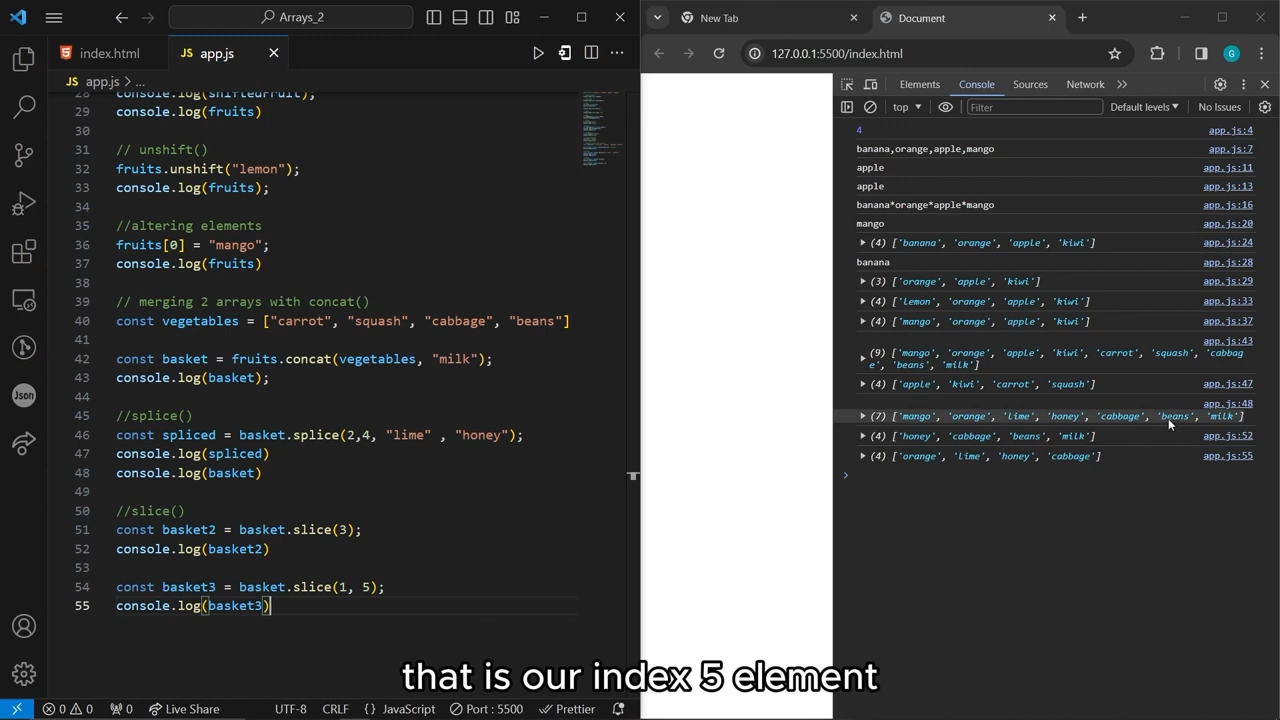 Arrays_2
index.html
JS app.js
JS app.js > ...
28 console.log(shiftedFruit);
29 console.log(fruits)
30
31 // unshift()
32 fruits.unshift("lemon");
33 console.log(fruits);
34
35 //altering elements
36 fruits[0] = "mango";
37 console.log(fruits)
38
39 // merging 2 arrays with concat()
40 const vegetables = ["carrot", "squash", "cabbage", "beans"]
41
42 const basket = fruits.concat(vegetables, "milk");
43 console.log(basket);
44
45 //splice()
46 const spliced = basket.splice(2,4, "lime" , "honey");
47 console.log(spliced)
48 console.log(basket)
49
50 //slice()
51 const basket2 = basket.slice(3);
52 console.log(basket2)
53
54 const basket3 = basket.slice(1, 5);
55 console.log(basket3)
Json
0 0 0 Live Share UTF-8 CRLF {} JavaScript Port : 5500 Prettier
New Tab
Document
127.0.0.1:5500/index.html
G
Elements Console Sources Network
top Filter Default levels No Issues
4 app.js:4
banana,orange,apple,mango app.js:7
apple app.js:11
apple app.js:13
banana*orange*apple*mango app.js:16
mango app.js:20
(4) ['banana', 'orange', 'apple', 'kiwi'] app.js:24
banana app.js:28
(3) ['orange', 'apple', 'kiwi'] app.js:29
(4) ['lemon', 'orange', 'apple', 'kiwi'] app.js:33
(4) ['mango', 'orange', 'apple', 'kiwi'] app.js:37
app.js:43
(9) ['mango', 'orange', 'apple', 'kiwi', 'carrot', 'squash', 'cabbag
e', 'beans', 'milk']
(4) ['apple', 'kiwi', 'carrot', 'squash'] app.js:47
app.js:48
(7) ['mango', 'orange', 'lime', 'honey', 'cabbage', 'beans', 'milk']
(4) ['honey', 'cabbage', 'beans', 'milk'] app.js:52
(4) ['orange', 'lime', 'honey', 'cabbage'] app.js:55
that is our index 5 element